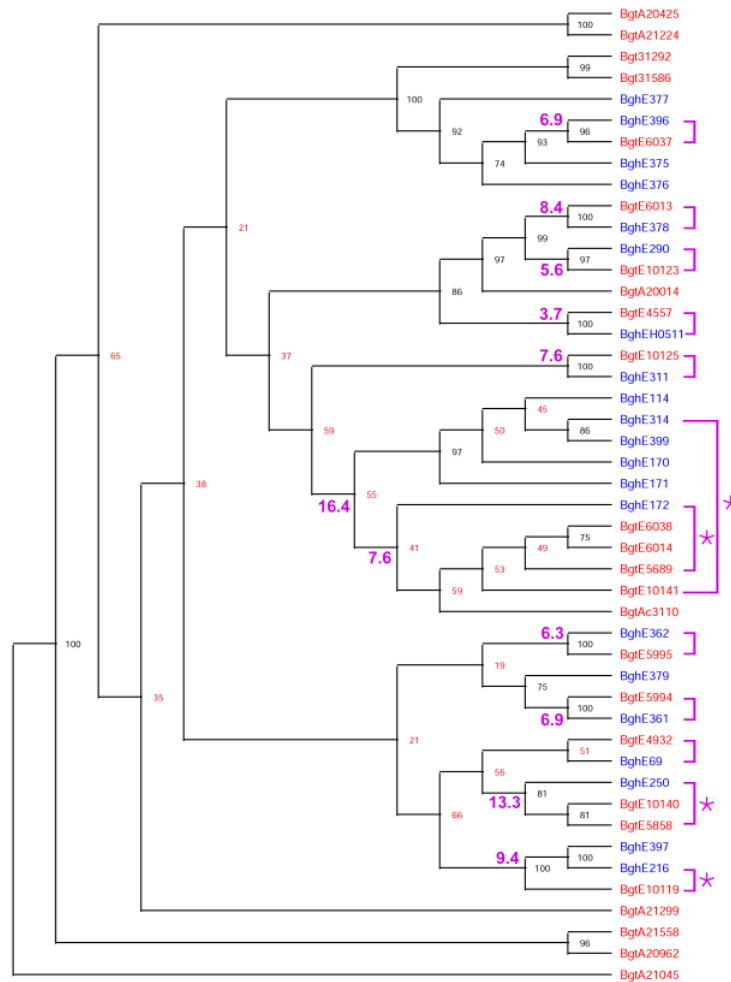 BgtA20425
100
BgtA21224
Bgt31292
99
Bgt31586
100
BghE377
6.9
BghE396
92
96
BgtE6037
93
74
BghE375
BghE376
8.4
BgtE6013
100
21
BghE378
99
BghE290
97
97
5.6
BgtE10123
86
BgtA20014
3.7
BgtE4557
100
BghEH0511
65
37
7.6
BgtE10125
100
BghE311
BghE114
45
BghE314
59
50
86
BghE399
97
BghE170
38
55
BghE171
16.4
BghE172
BgtE6038
75
41
49
7.6
BgtE6014
53
BgtE5689
59
BgtE10141
BgtAc3110
6.3
BghE362
100
100
BgtE5995
19
BghE379
75
35
BgtE5994
100
6.9
BghE361
21
BgtE4932
51
56
BghE69
BghE250
81
13.3
BgtE10140
66
81
BgtE5858
BghE397
9.4
100
100
BghE216
BgtE10119
BgtA21299
BgtA21558
96
BgtA20962
BgtA21045